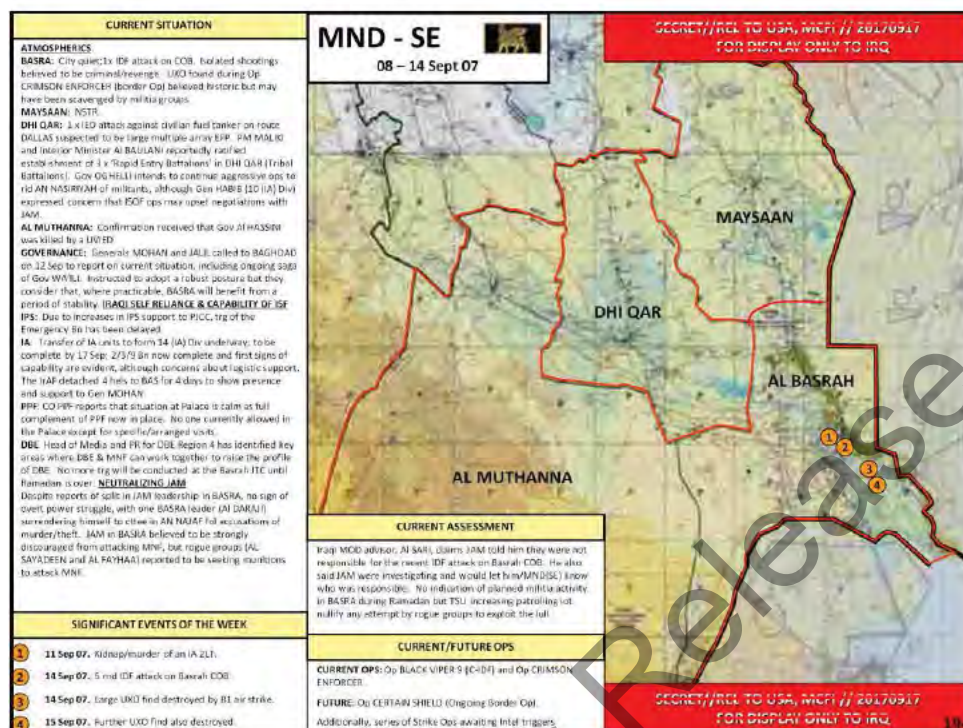 CURRENT SITUATION
ATMOSPHERICS
BASRA: City quiet;1x IDF attack on COB. Isolated shootings
believed to be criminal/revenge. UXO found during Op
CRIMSON ENFORCER (border Op) believed historic but may
have been scavenged by militia groups.
MAYSAAN: NSTR.
DHI QAR: 1 x IED attack against civilian fuel tanker on route
DALLAS suspected to be large multiple array EFP. PM MALIKI
and Interior Minister Al BAULANI reportedly ratified
establishment of 3 x 'Rapid Entry Battalions' in DHI QAR (Tribal
Battalions). Gov OGHELLI intends to continue aggressive ops to
rid AN NASIRIYAH of militants, although Gen HABIB (10 (IA) Div)
expressed concern that ISOF ops may upset negotiations with
JAM.
AL MUTHANNA: Confirmation received that Gov Al HASSINI
was killed by a
GOVERNANCE: Generals MOHAN and JALIL called to BAGHDAD
on 12 Sep to report on current situation, including ongoing saga
of Gov WA'ILI. Instructed to adopt a robust posture but they
consider that, where practicable, BASRA will benefit from a
period of stability. IRAQI SELF RELIANCE & CAPABILITY OF ISF
IPS: Due to increases in IPS support to PJCC, trg of the
Emergency Bn has been delayed.
IA: Transfer of IA units to form 14 (IA) Div underway; to be
complete by 17 Sep; 2/3/9 Bn now complete and first signs of
capability are evident, although concerns about logistic support.
The IrAF detached 4 hels to BAS for 4 days to show presence
and support to Gen MOHAN
PPF: CO PPF reports that situation at Palace is calm as full
complement of PPF now in place. No one currently allowed in
the Palace except for specific/arranged visits.
DBE: Head of Media and PR for DBE Region 4 has identified key
areas where DBE & MNF can work together to raise the profile
of DBE. No more trg will be conducted at the Basrah ITC until
Ramadan is over. NEUTRALIZING JAM
Despite reports of split in JAM leadership in BASRA, no sign of
overt power struggle, with one BASRA leader (Al DARAJI)
surrendering himself to cttee in AN NAJAF fol accusations of
murder/theft. JAM in BASRA believed to be strongly
discouraged from attacking MNF, but rogue groups (AL
SAYADEEN and AL FAYHAA) reported to be seeking munitions
to attack MNF.
SIGNIFICANT EVENTS OF THE WEEK
1 11 Sep 07. Kidnap/murder of an IA 2LT.
2 14 Sep 07. 5 rnd IDF attack on Basrah COB.
3 14 Sep 07. Large UXO find destroyed by B1 air strike.
4 15 Sep 07. Further UXO Find also destroyed.
MND - SE
08 – 14 Sept 07
SECRET//REL TO USA, MCFI // 20170917
FOR DISPLAY ONLY TO IRQ
MAYSAAN
DHI QAR
AL BASRAH
AL MUTHANNA
1
2
3
4
CURRENT ASSESSMENT
Iraqi MOD advisor, Al SARI, claims JAM told him they were not
responsible for the recent IDF attack on Basrah COB. He also
said JAM were investigating and would let him/MND(SE) know
who was responsible. No indication of planned militia activity
in BASRA during Ramadan but TSU increasing patrolling iot
nullify any attempt by rogue groups to exploit the lull
CURRENT/FUTURE OPS
CURRENT OPS: Op BLACK VIPER 9 (C-IDF) and Op CRIMSON
ENFORCER.
FUTURE: Op CERTAIN SHIELD (Ongoing Border Op).
Additionally, series of Strike Ops awaiting Intel triggers
SECRET//REL TO USA, MCFI // 20170917
FOR DISPLAY ONLY TO IRQ
Release